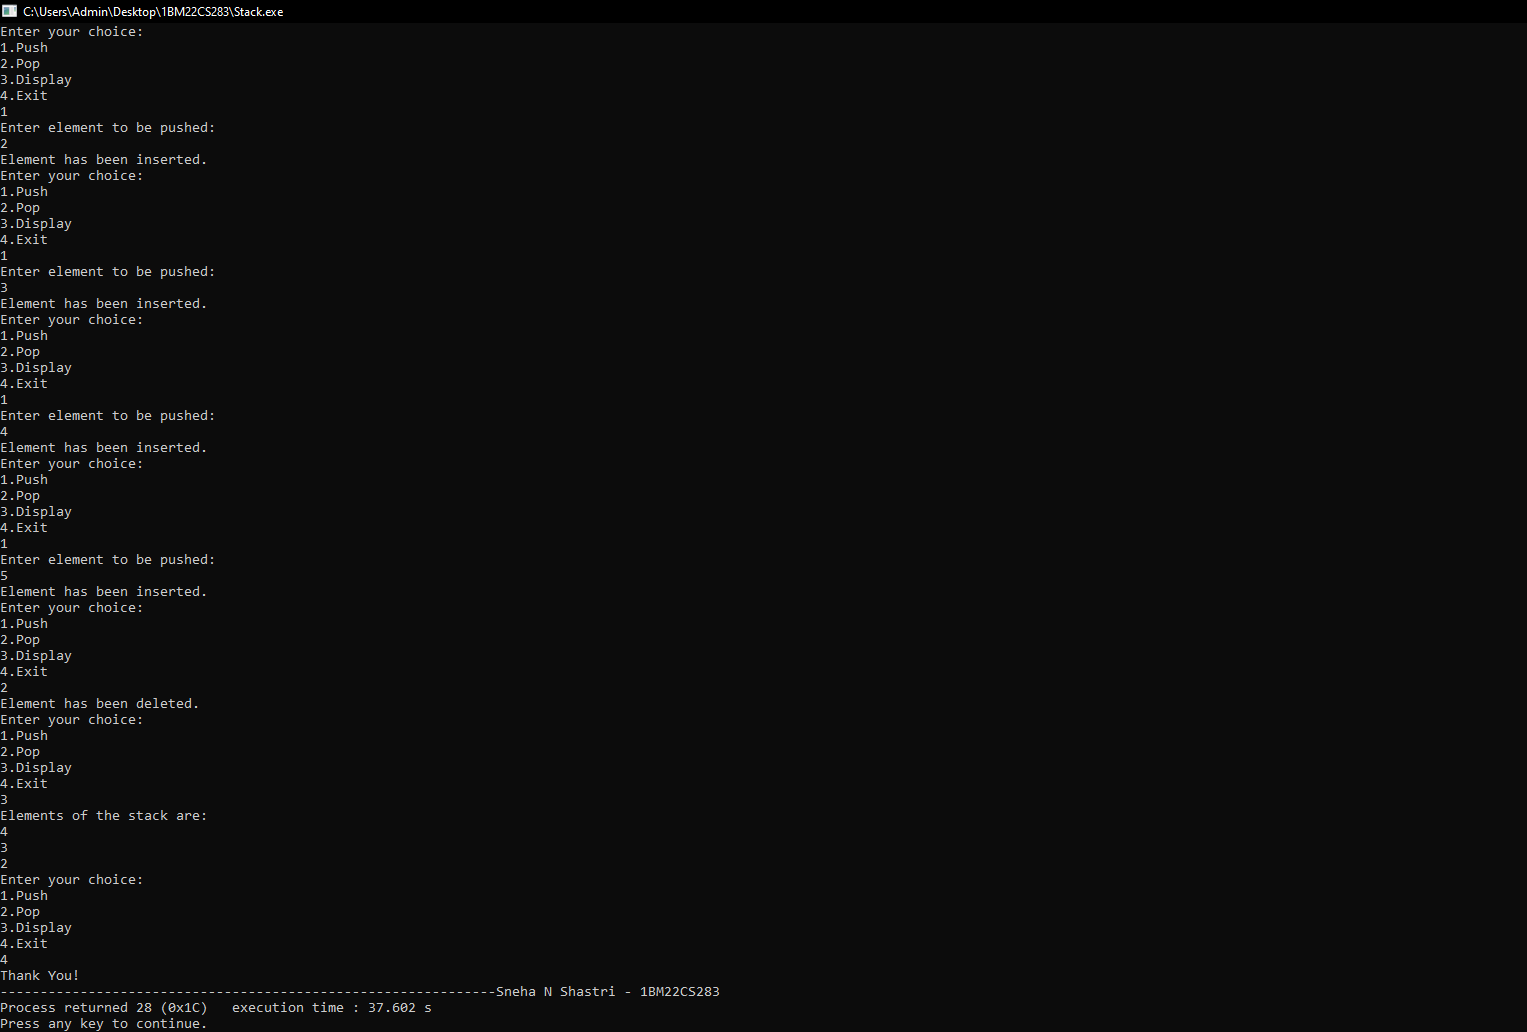 C:\Users\Admin\Desktop\1BM22CS283\Stack.exe
Enter your choice:
1.Push
2.Pop
3.Display
4.Exit
1
Enter element to be pushed:
2
Element has been inserted.
Enter your choice:
1.Push
2.Pop
3.Display
4.Exit
1
Enter element to be pushed:
3
Element has been inserted.
Enter your choice:
1.Push
2.Pop
3.Display
4.Exit
1
Enter element to be pushed:
4
Element has been inserted.
Enter your choice:
1.Push
2.Pop
3.Display
4.Exit
1
Enter element to be pushed:
5
Element has been inserted.
Enter your choice:
1.Push
2.Pop
3.Display
4.Exit
2
Element has been deleted.
Enter your choice:
1.Push
2.Pop
3.Display
4.Exit
3
Elements of the stack are:
4
3
2
Enter your choice:
1.Push
2.Pop
3.Display
4.Exit
4
Thank You!
--------------------------------------------------------------Sneha N Shastri - 1BM22CS283
Process returned 28 (0x1C)   execution time : 37.602 s
Press any key to continue.